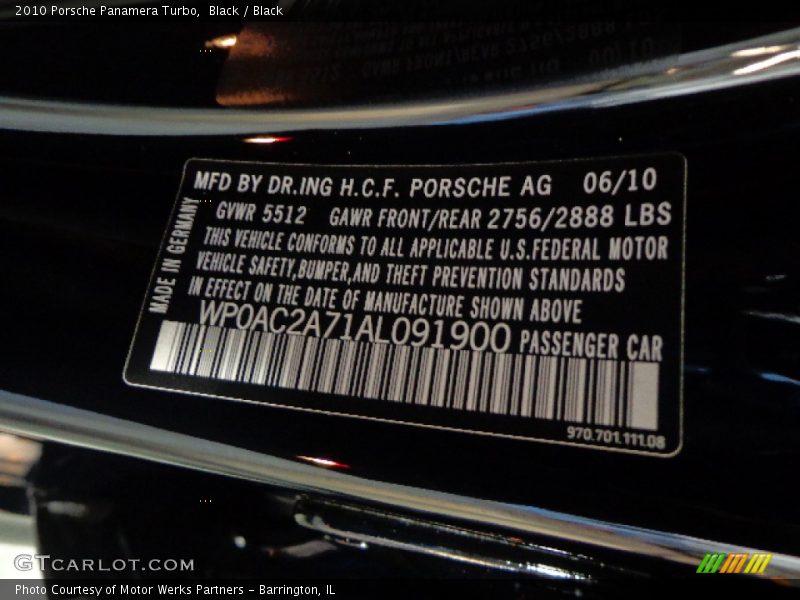 2010 Porsche Panamera Turbo,  Black / Black
MFD BY DR.ING H.C.F. PORSCHE AG 06/10
GVWR 5512 GAWR FRONT/REAR 2756/2888 LBS
THIS VEHICLE CONFORMS TO ALL APPLICABLE U.S.FEDERAL MOTOR
VEHICLE SAFETY,BUMPER,AND THEFT PREVENTION STANDARDS
IN EFFECT ON THE DATE OF MANUFACTURE SHOWN ABOVE
WP0AC2A71AL091900 PASSENGER CAR
MADE IN GERMANY
970.701.111.08
GTCARLOT.COM
Photo Courtesy of Motor Werks Partners - Barrington, IL